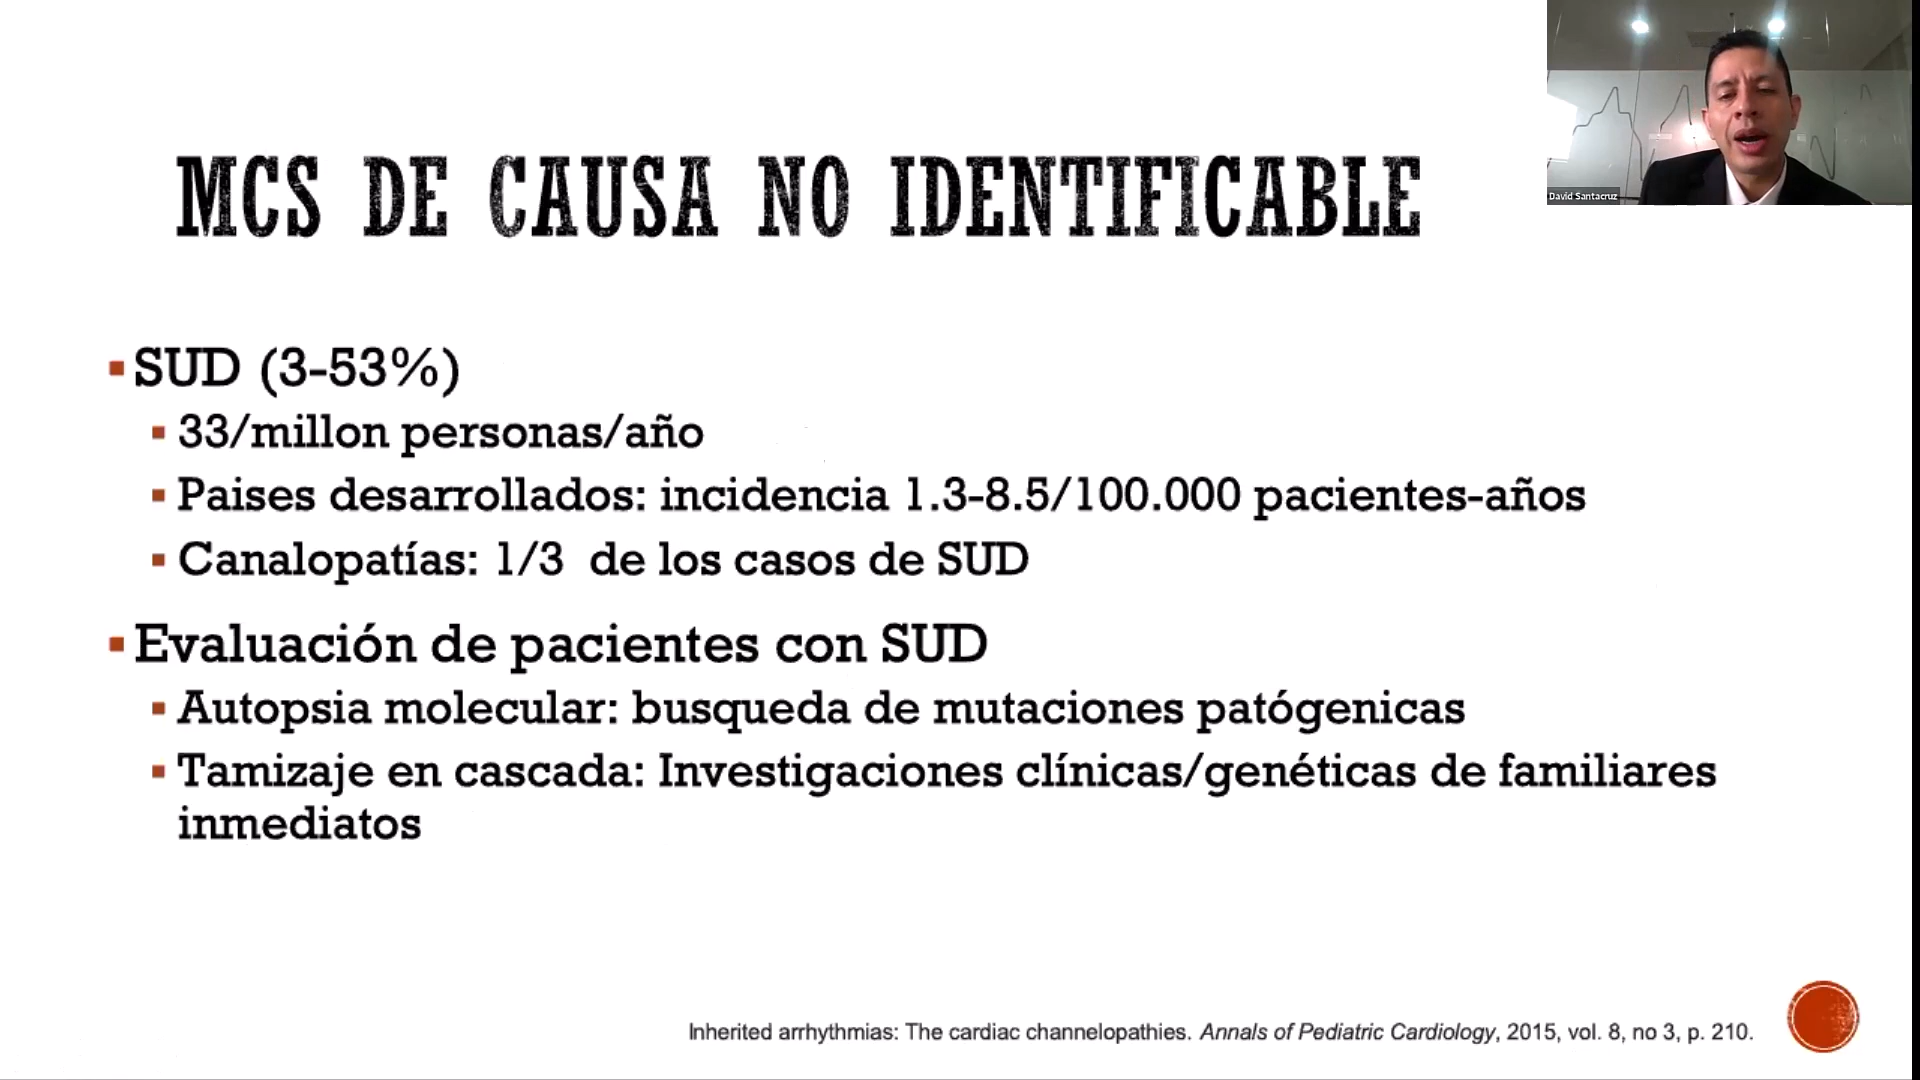 David Santacruz
MCS DE CAUSA NO IDENTIFICABLE
SUD (3-53%)
33/millon personas/año
Paises desarrollados: incidencia 1.3-8.5/100.000 pacientes-años
Canalopatías: 1/3 de los casos de SUD
Evaluación de pacientes con SUD
Autopsia molecular: busqueda de mutaciones patógenicas
Tamizaje en cascada: Investigaciones clínicas/genéticas de familiares
inmediatos
Inherited arrhythmias: The cardiac channelopathies. Annals of Pediatric Cardiology, 2015, vol. 8, no 3, p. 210.